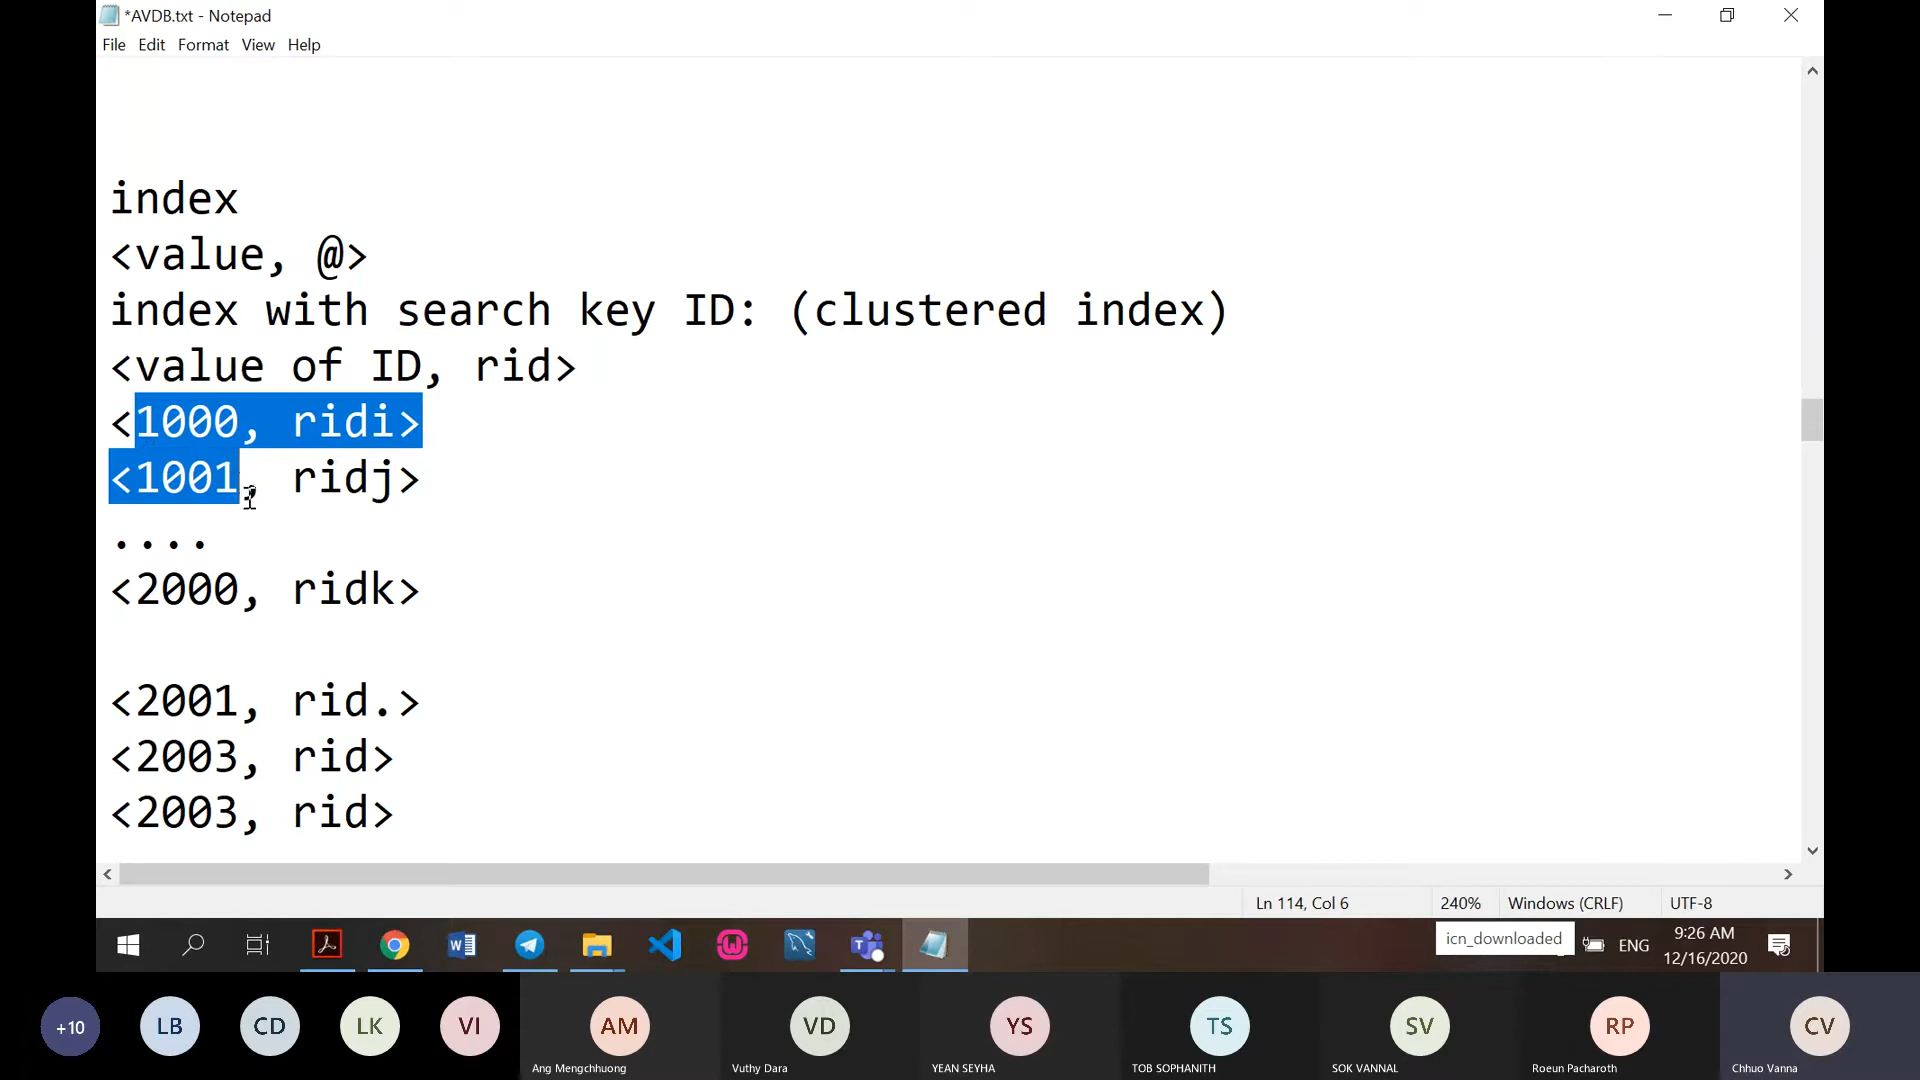 *AVDB.txt - Notepad
File Edit Format View Help
index
<value, @>
index with search key ID: (clustered index)
<value of ID, rid>
<1000, ridi>
<1001, ridj>
....
<2000, ridk>
<2001, rid.>
<2003, rid>
<2003, rid>
Ln 114, Col 6 240% Windows (CRLF) UTF-8
icn_downloaded
ENG
9:26 AM
12/16/2020
+10 LB CD LK VI AM VD YS TS SV RP CV
Ang Mengchhuong Vuthy Dara YEAN SEYHA TOB SOPHANITH SOK VANNAL Roeun Pacharoth Chhuo Vanna